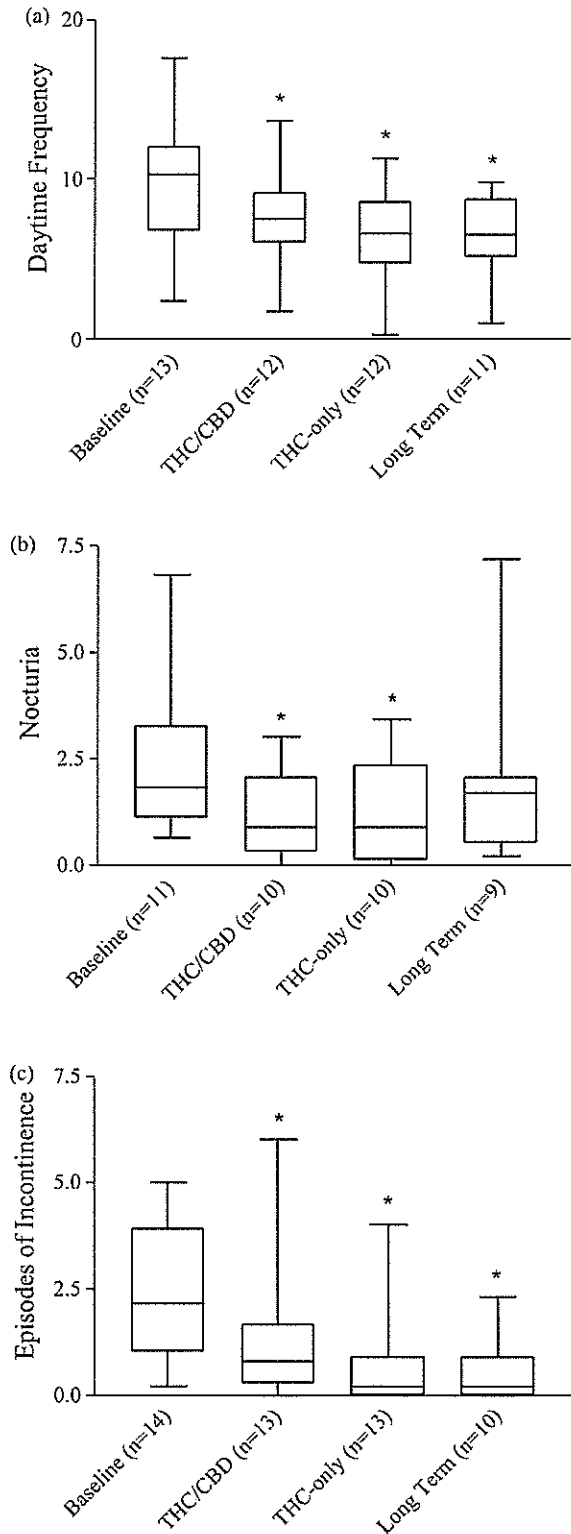 (a)
20
*
*
*
10
Daytime Frequency
0
Baseline (n=13)
THC/CBD (n=12)
THC-only (n=12)
Long Term (n=11)
(b)
7.5
5.0
*
*
Nocturia
2.5
0.0
Baseline (n=11)
THC/CBD (n=10)
THC-only (n=10)
Long Term (n=9)
(c)
7.5
*
5.0
*
*
Episodes of Incontinence
2.5
0.0
Baseline (n=14)
THC/CBD (n=13)
THC-only (n=13)
Long Term (n=10)